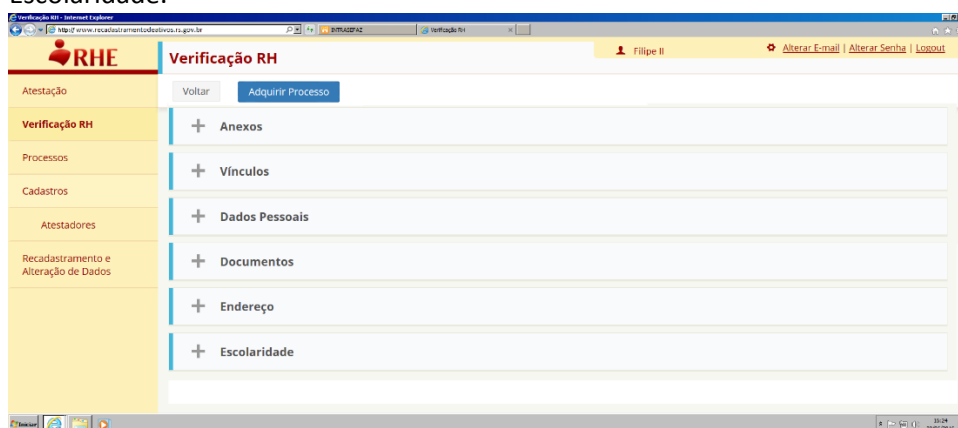 Escolaridade.
Verificação RH - Internet Explorer
http://www.recadastramentodeativos.rs.gov.br
INTRASEFAZ
Verificação RH
RHE
Verificação RH
Filipe II
Alterar E-mail | Alterar Senha | Logout
Atestação
Voltar
Adquirir Processo
Verificação RH
Anexos
Processos
Vínculos
Cadastros
Dados Pessoais
Atestadores
Documentos
Recadastramento e
Alteração de Dados
Endereço
Escolaridade
Iniciar